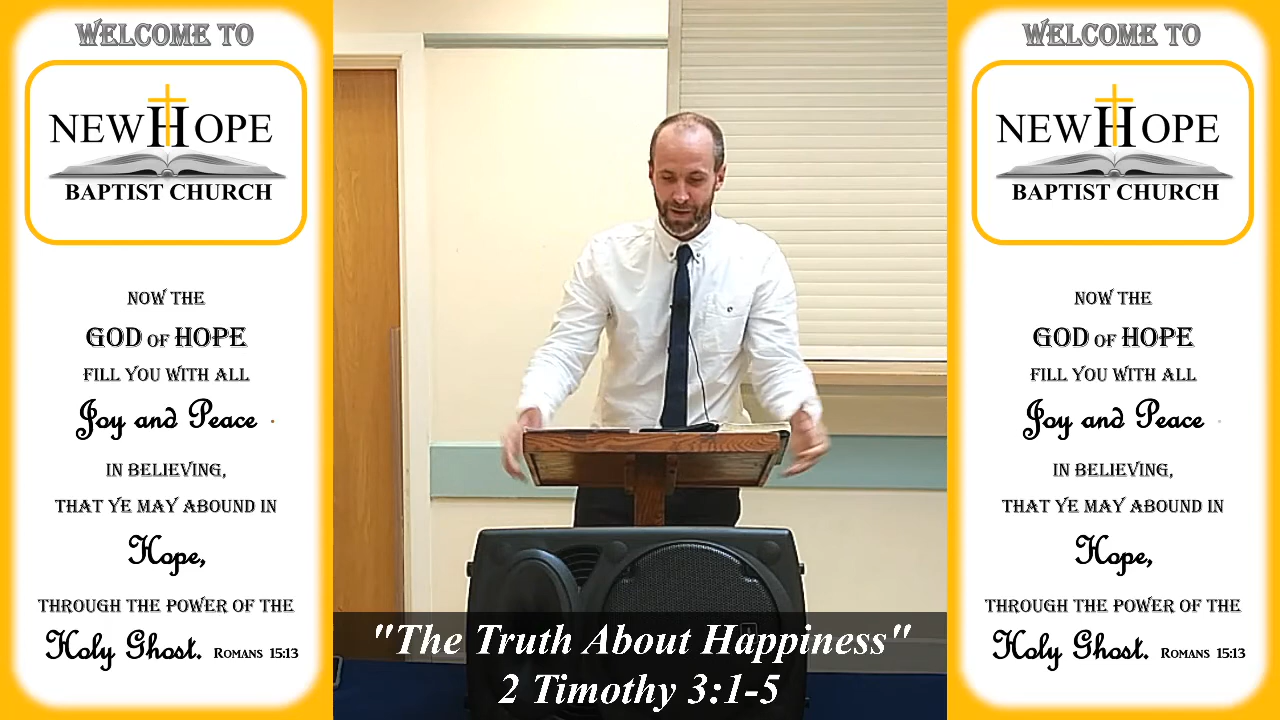 WELCOME TO
NEW HOPE
BAPTIST CHURCH
NOW THE
GOD OF HOPE
FILL YOU WITH ALL
Joy and Peace
IN BELIEVING,
THAT YE MAY ABOUND IN
Hope,
THROUGH THE POWER OF THE
Holy Ghost. ROMANS 15:13
"The Truth About Happiness"
2 Timothy 3:1-5
WELCOME TO
NEW HOPE
BAPTIST CHURCH
NOW THE
GOD OF HOPE
FILL YOU WITH ALL
Joy and Peace
IN BELIEVING,
THAT YE MAY ABOUND IN
Hope,
THROUGH THE POWER OF THE
Holy Ghost. ROMANS 15:13